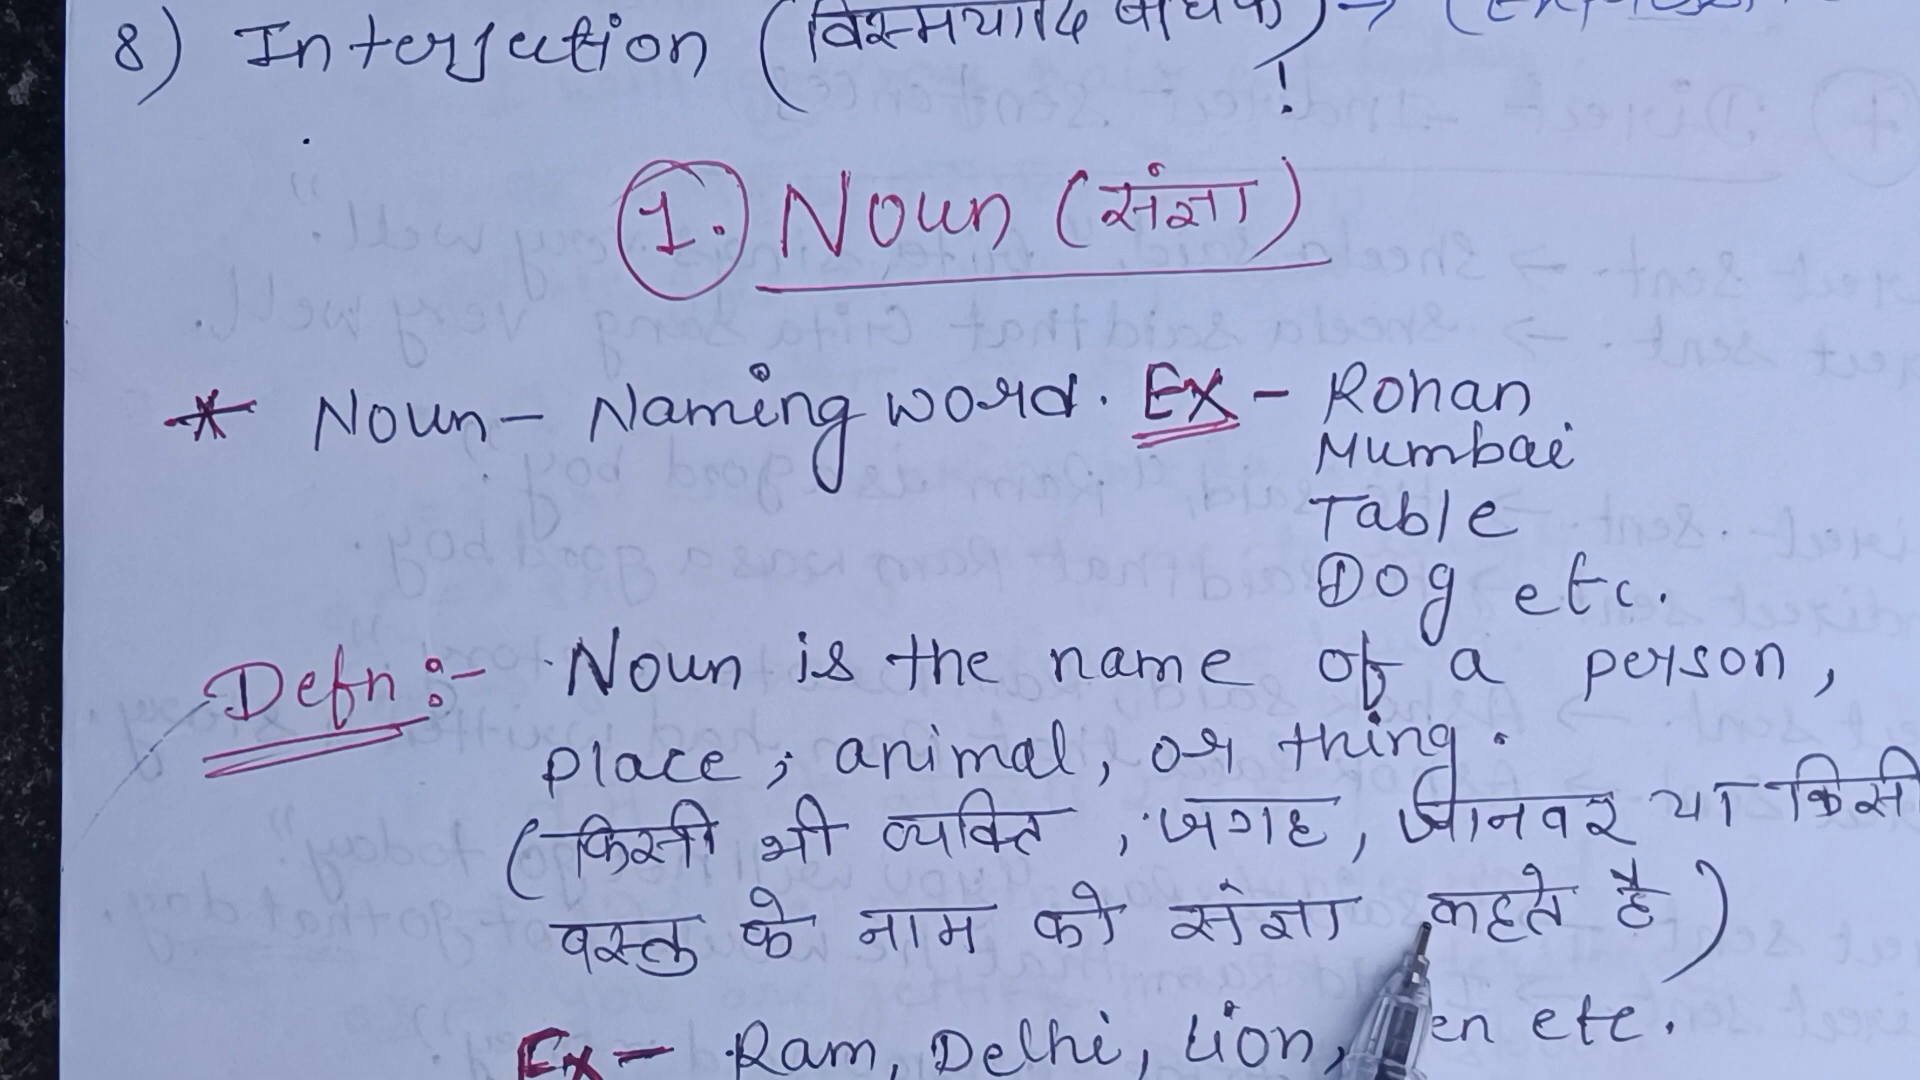 8) Interjection (विस्मयादि बोधक) →
!
1. Noun (संज्ञा)
* Noun - Naming word. Ex - Rohan
Mumbai
Table
Dog etc.
Defn :- Noun is the name of a person,
place, animal, or thing.
(किसी भी व्यक्ति, जगह, जानवर या किसी
वस्तु के नाम को संज्ञा कहते है)
Ex - Ram, Delhi, Lion, en etc.